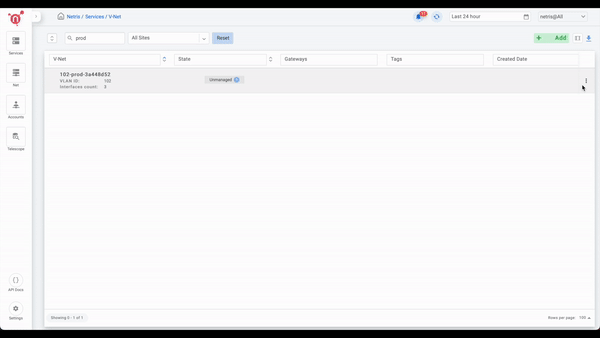 Netris / Services / V-Net
17
Last 24 hour
netris@All
prod
All Sites
Reset
+ Add
V-Net
State
Gateways
Tags
Created Date
102-prod-3a448d52
VLAN ID: 102
Interfaces count: 3
Unmanaged
Services
Net
Accounts
Telescope
API Docs
Settings
Showing 0 - 1 of 1
Rows per page: 100